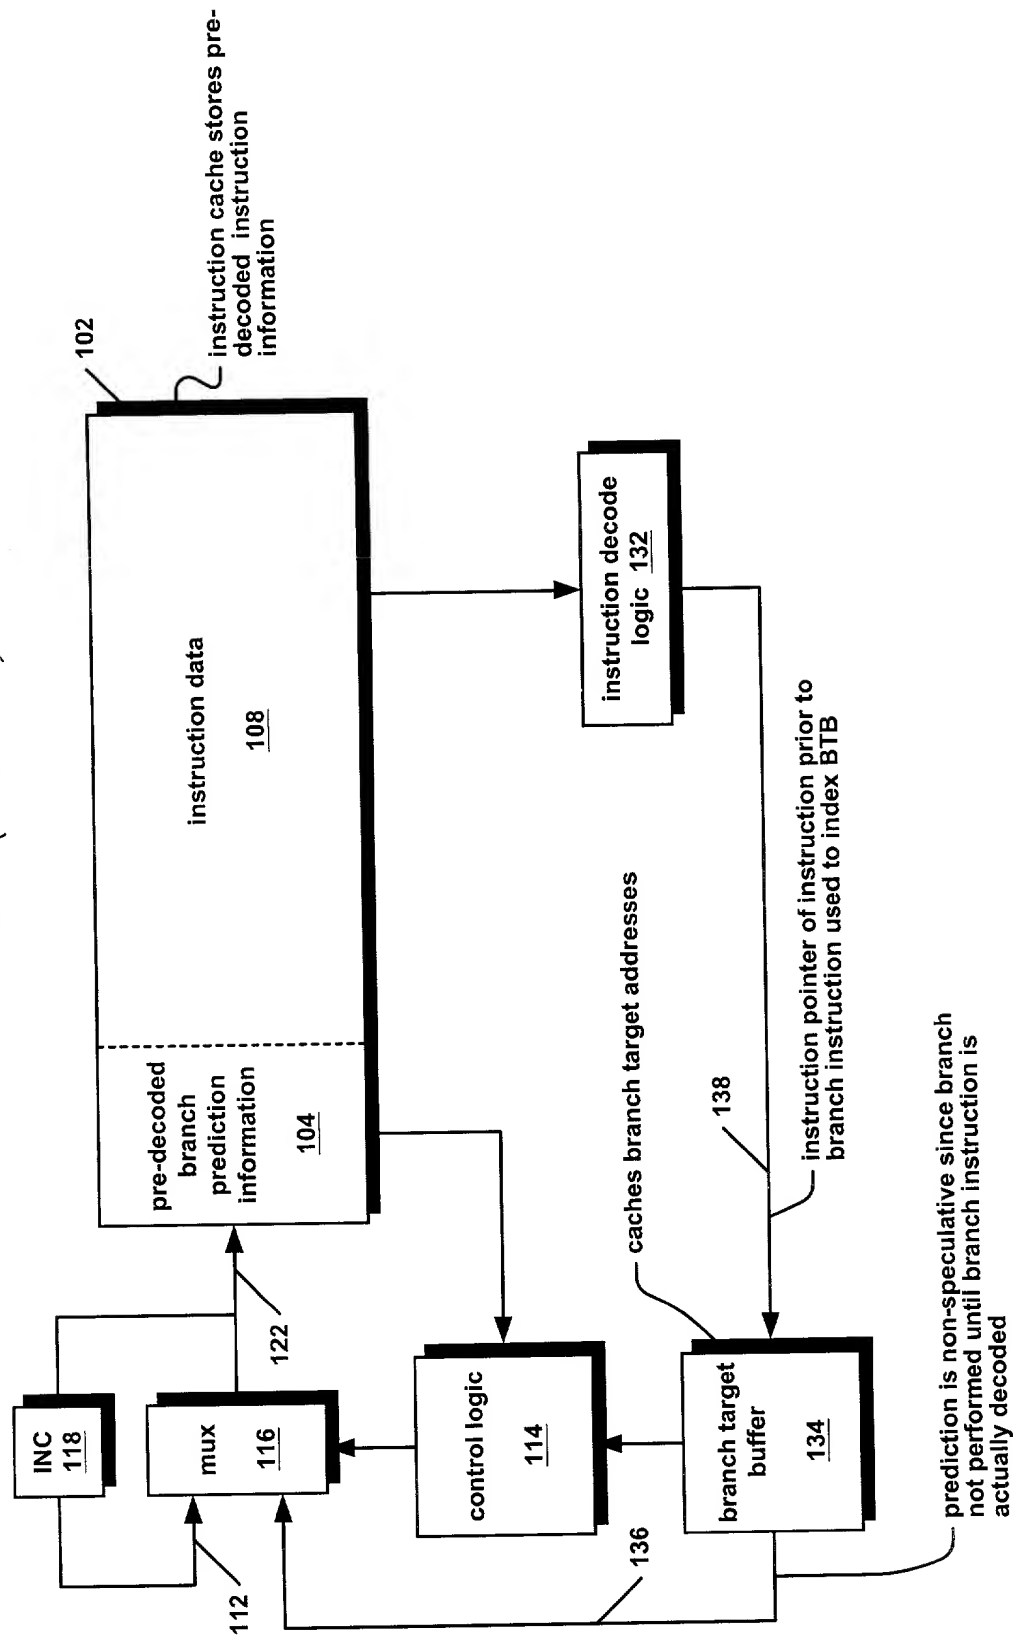 102
instruction cache stores pre-
decoded instruction
information
pre-decoded
branch
prediction
information
104
instruction data
108
INC
118
mux
116
122
112
control logic
114
instruction decode
logic 132
branch target
buffer
134
136
138
caches branch target addresses
instruction pointer of instruction prior to
branch instruction used to index BTB
prediction is non-speculative since branch
not performed until branch instruction is
actually decoded